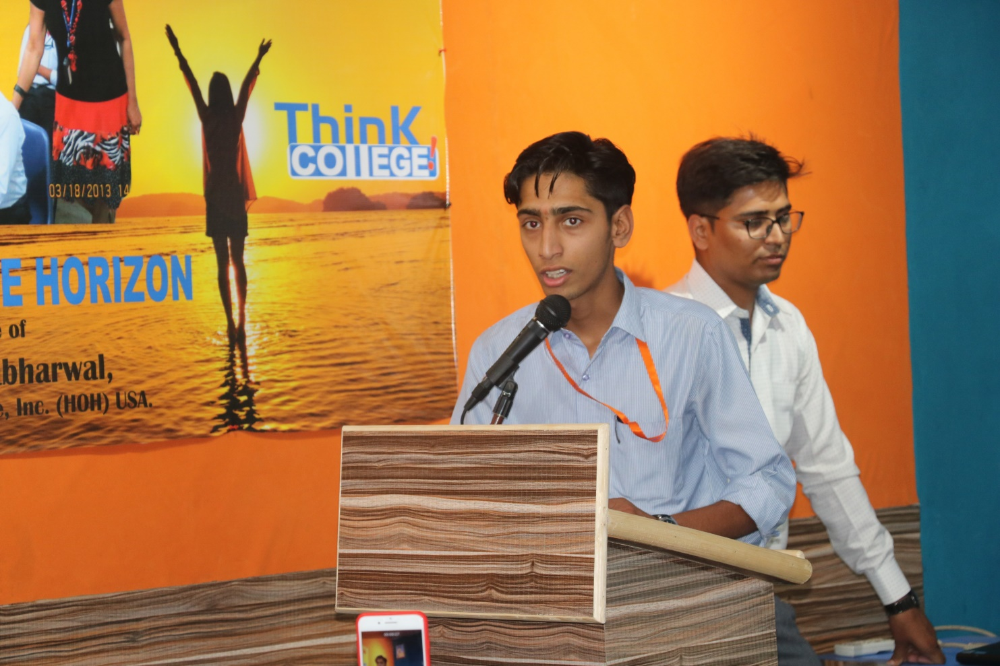 ThinK
COllEGE!
03/18/2013 14
E HORIZON
of
bharwal,
Inc. (HOH) USA.